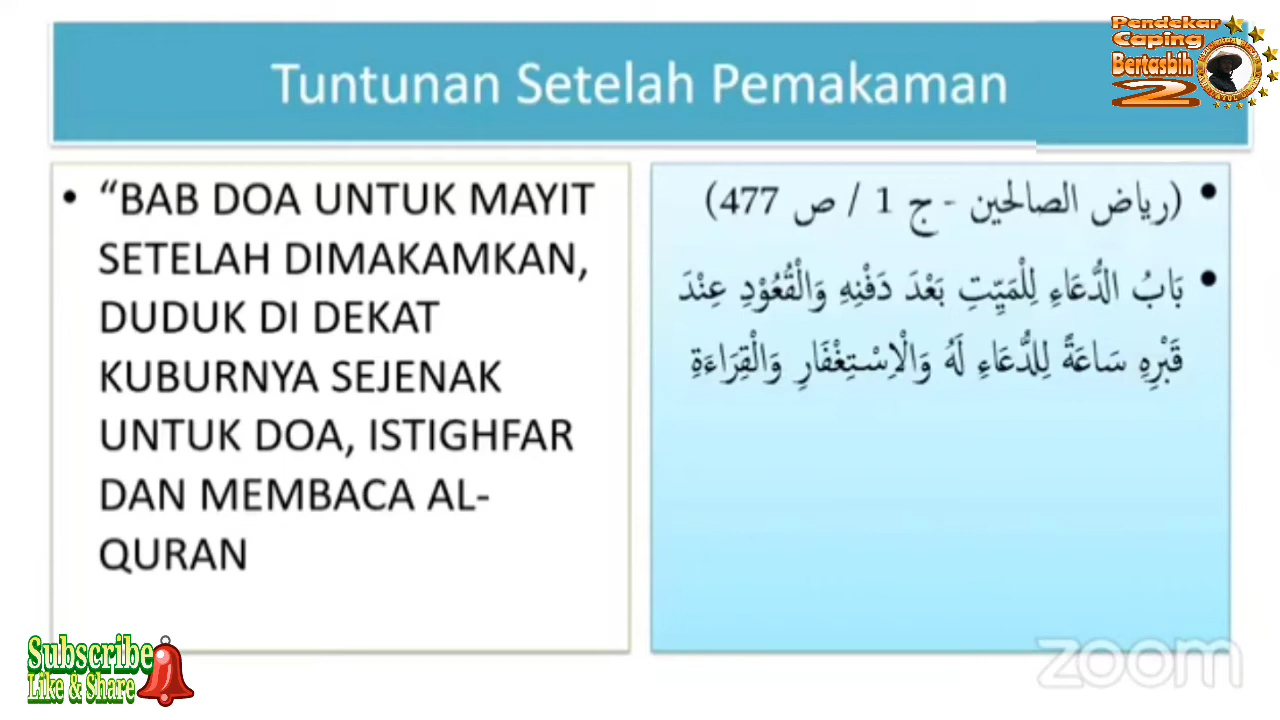 Tuntunan Setelah Pemakaman
Pendekar
Caping
Bertasbih
2
• “BAB DOA UNTUK MAYIT
SETELAH DIMAKAMKAN,
DUDUK DI DEKAT
KUBURNYA SEJENAK
UNTUK DOA, ISTIGHFAR
DAN MEMBACA AL-
QURAN
• (رياض الصالحين - ج 1 / ص 477)
• بَابُ الدُّعَاءِ لِلْمَيِّتِ بَعْدَ دَفْنِهِ وَالْقُعُوْدِ عِنْدَ
قَبْرِهِ سَاعَةً لِلدُّعَاءِ لَهُ وَالْاِسْتِغْفَارِ وَالْقِرَاءَةِ
Subscribe
Like & Share
zoom